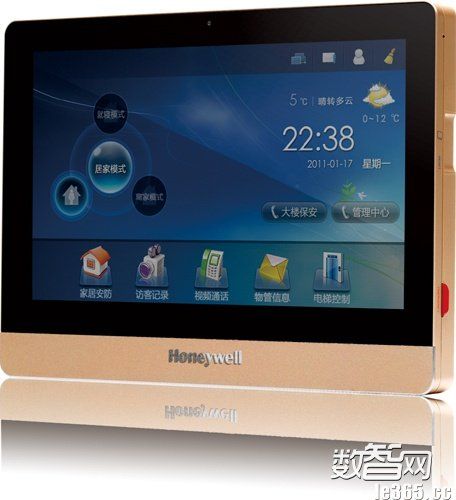 5℃ 晴转多云
0~12 ℃
22:38
2011-01-17 星期一
就寝模式
居家模式
离家模式
大楼保安 管理中心
家居安防 访客记录 视频通话 物管信息 电梯控制
Honeywell
数智网
le365.cc